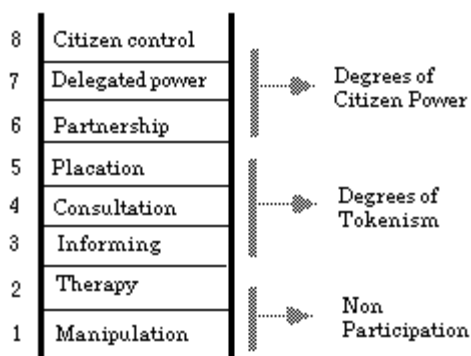 8 Citizen control
7 Delegated power
6 Partnership
Degrees of
Citizen Power
5 Placation
4 Consultation
3 Informing
Degrees of
Tokenism
2 Therapy
1 Manipulation
Non
Participation